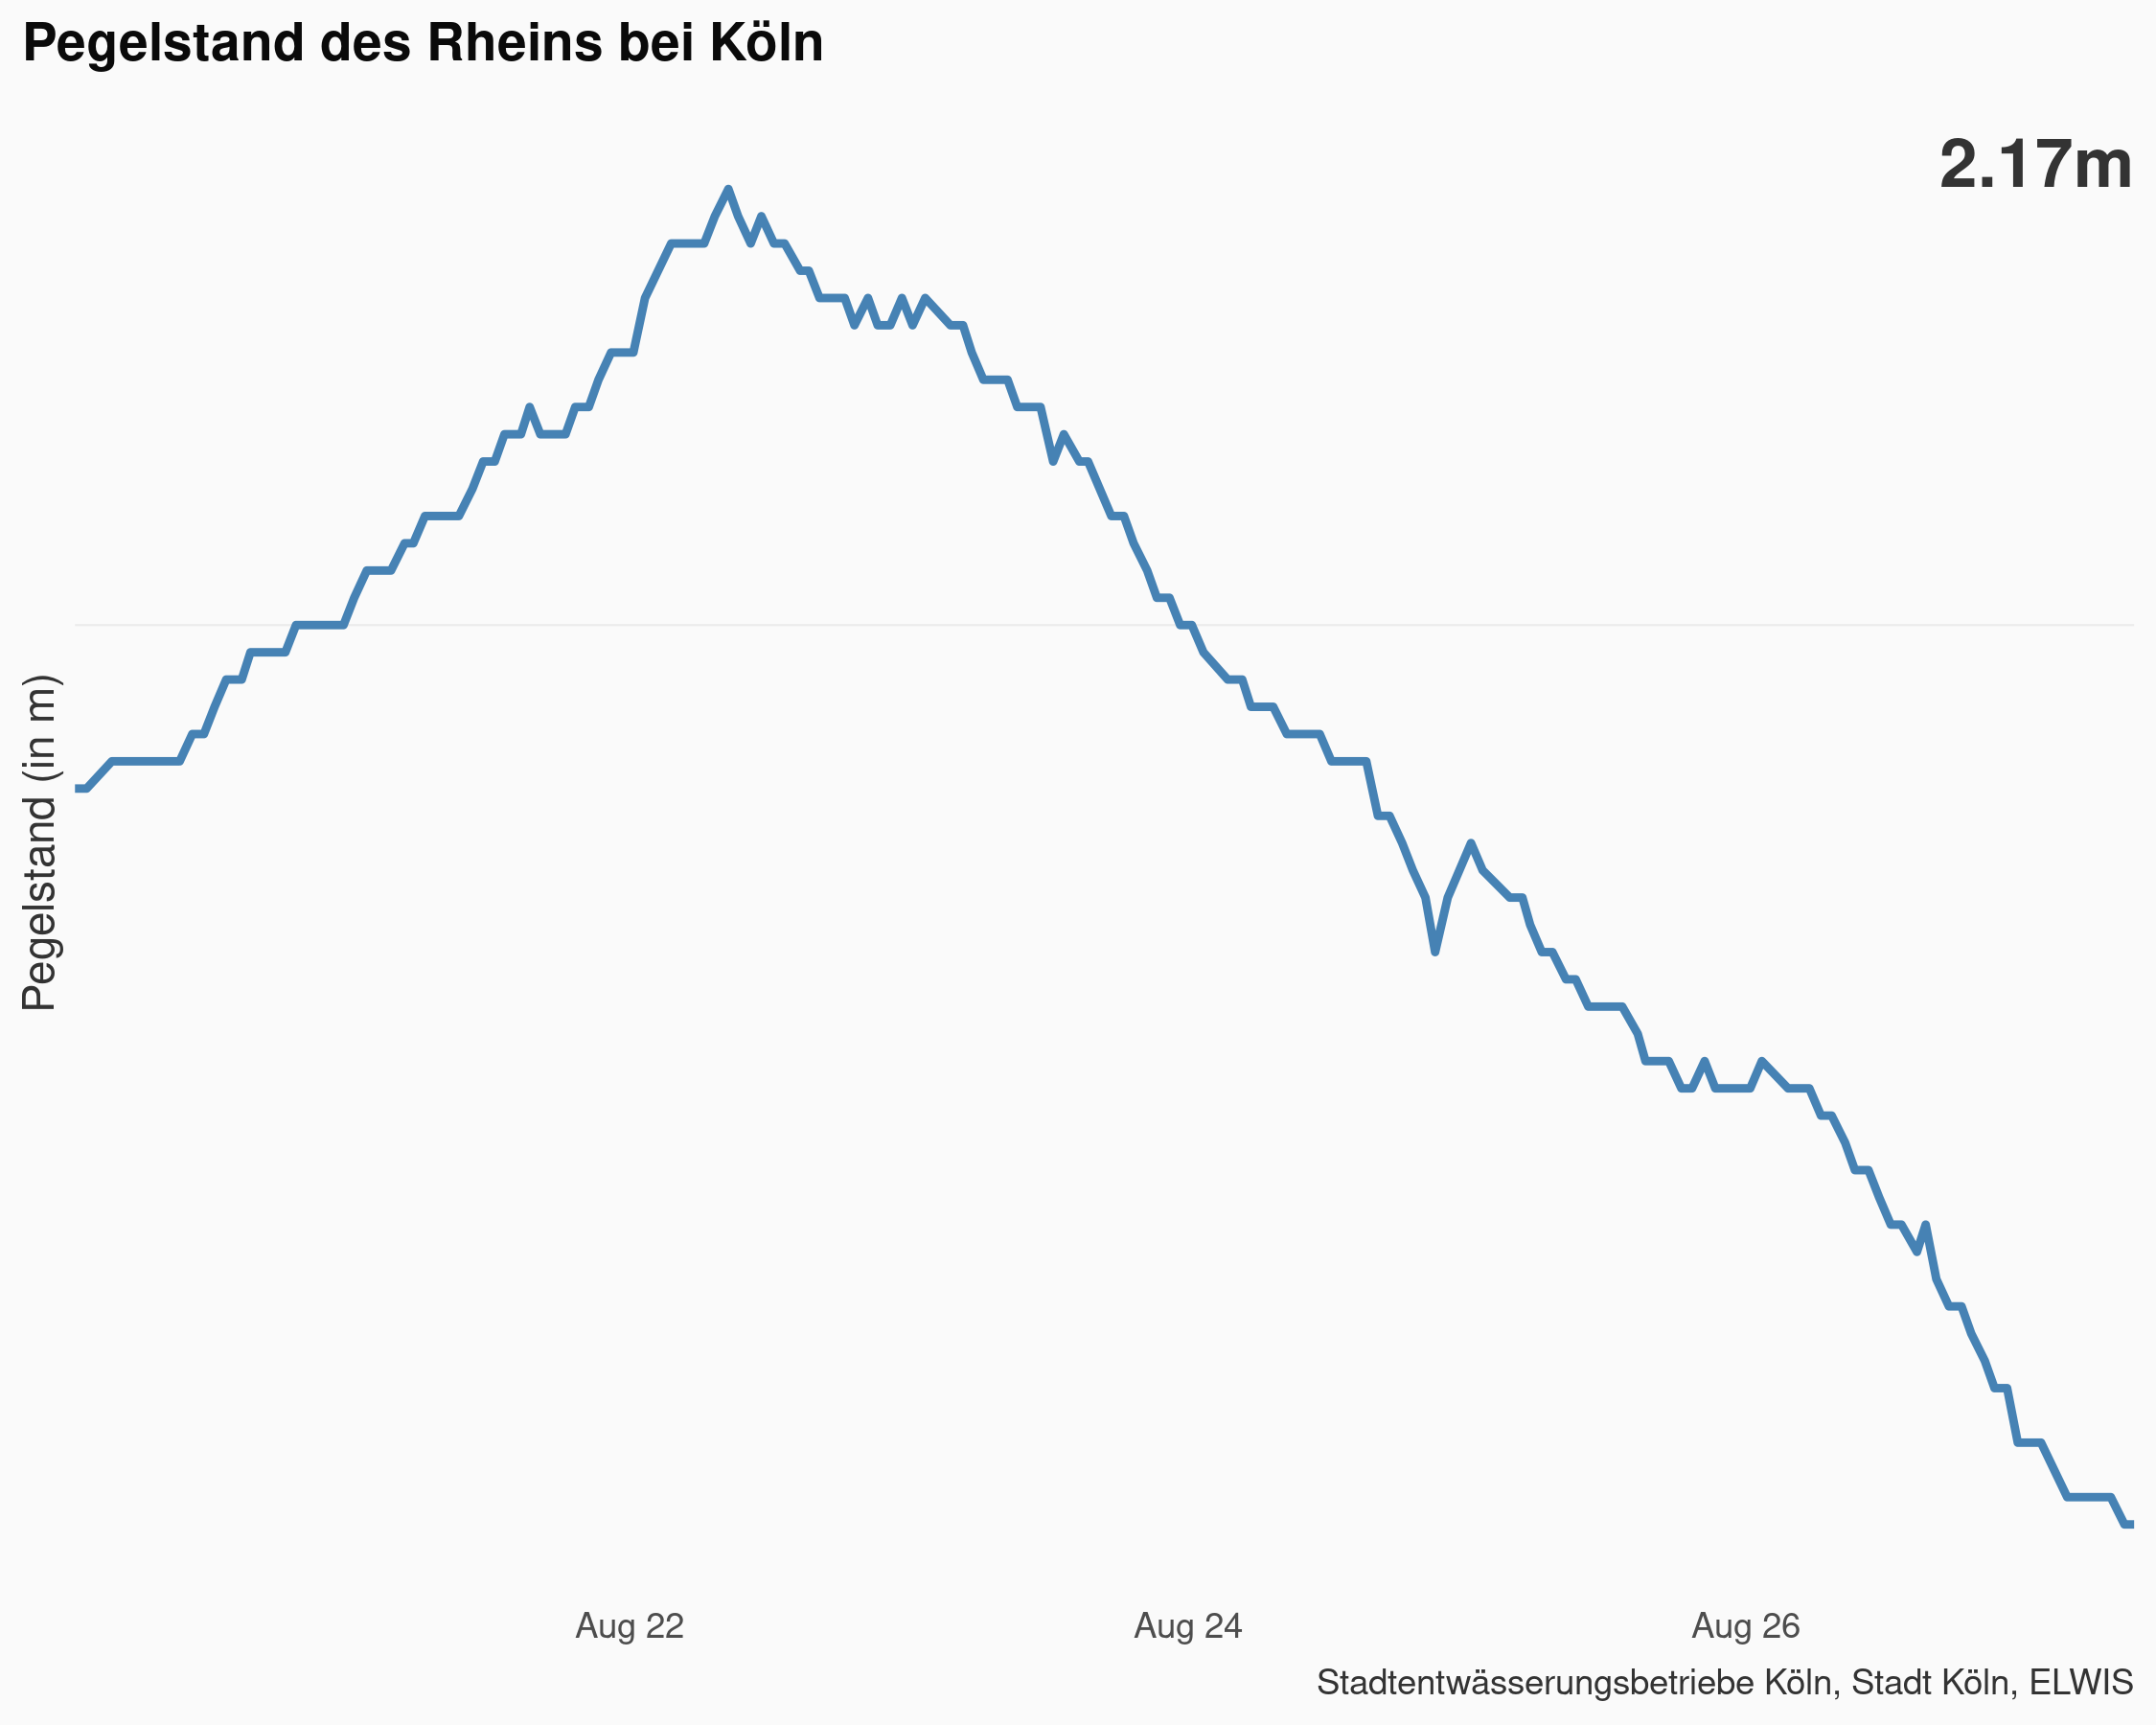 Pegelstand des Rheins bei Köln
2.17m
Pegelstand (in m)
Aug 22
Aug 24
Aug 26
Stadtentwässerungsbetriebe Köln, Stadt Köln, ELWIS